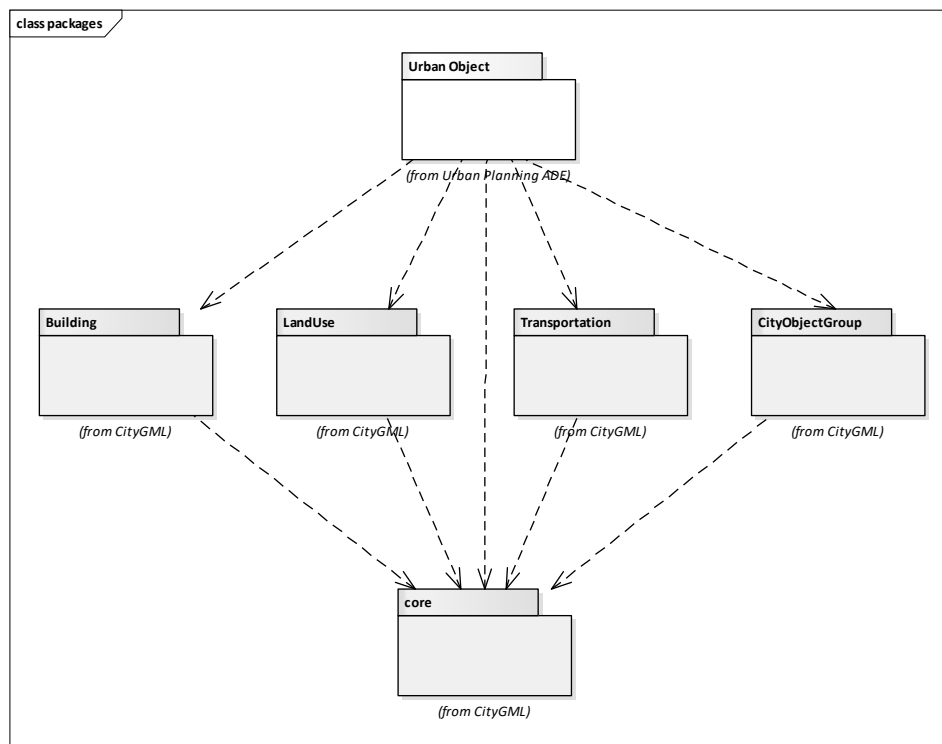 class packages
Urban Object
(from Urban Planning ADE)
Building
LandUse
Transportation
CityObjectGroup
(from CityGML)
(from CityGML)
(from CityGML)
(from CityGML)
core
(from CityGML)